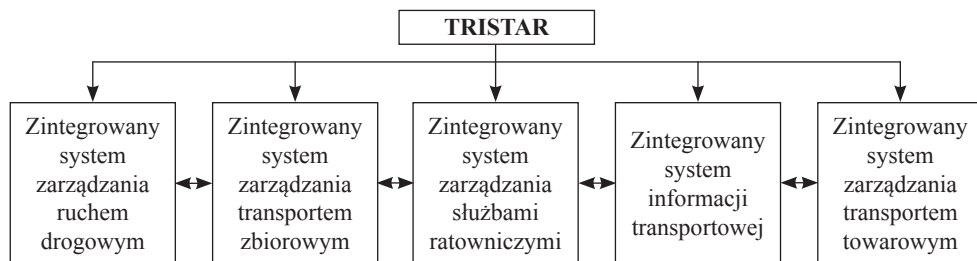 TRISTAR
Zintegrowany
system
zarządzania
ruchem
drogowym
Zintegrowany
system
zarządzania
transportem
zbiorowym
Zintegrowany
system
zarządzania
służbami
ratowniczymi
Zintegrowany
system
informacji
transportowej
Zintegrowany
system
zarządzania
transportem
towarowym